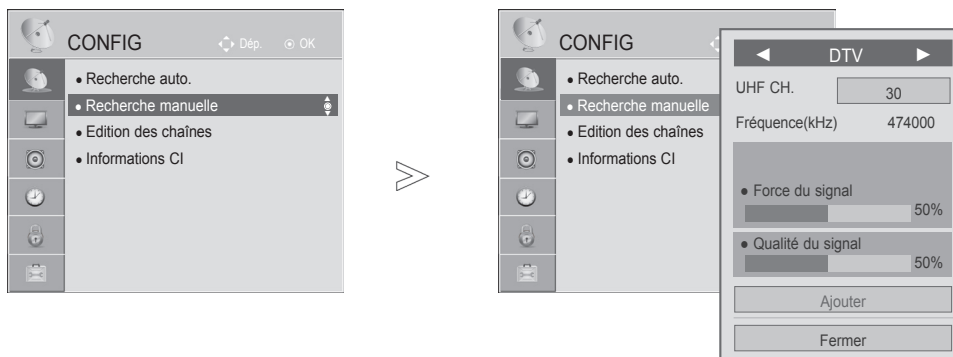 CONFIG
Dép. OK
• Recherche auto.
• Recherche manuelle
• Edition des chaînes
• Informations CI
CONFIG
• Recherche auto.
• Recherche manuelle
• Edition des chaînes
• Informations CI
◄ DTV ►
UHF CH. 30
Fréquence(kHz) 474000
• Force du signal
50%
• Qualité du signal
50%
Ajouter
Fermer